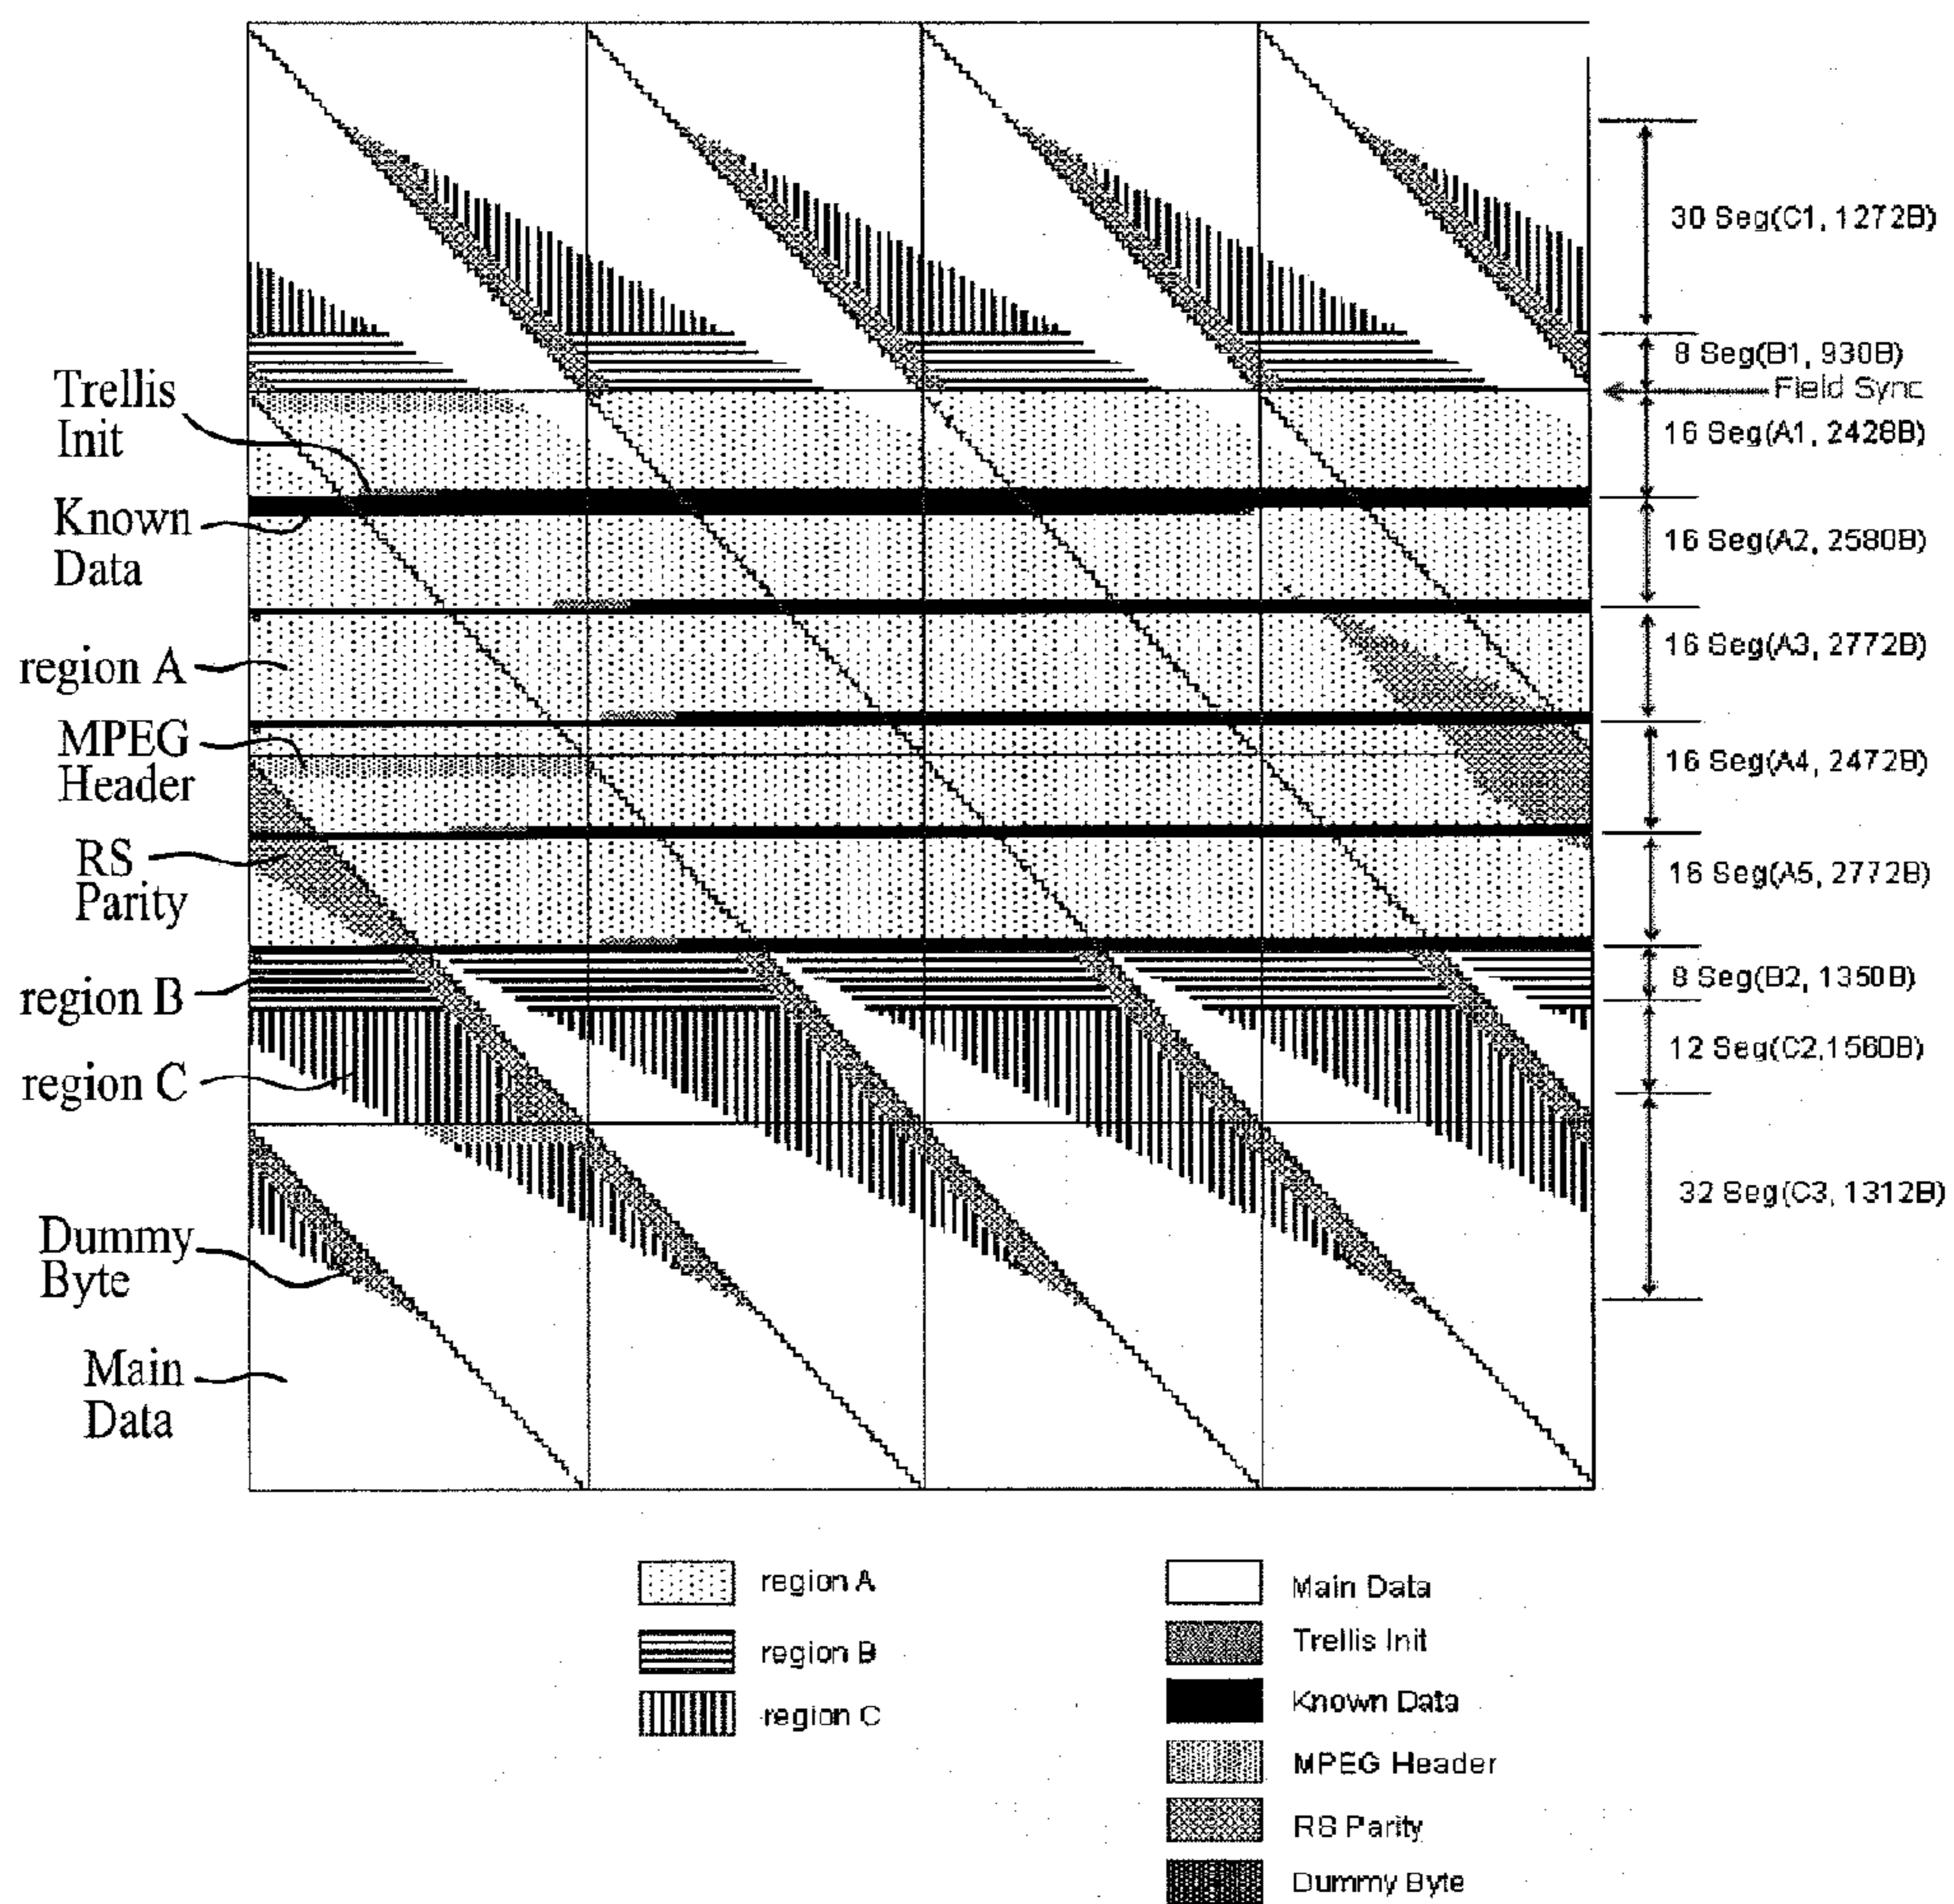 30 Seg(C1, 1272B)
8 Seg(B1, 930B)
Field Sync
16 Seg(A1, 2428B)
16 Seg(A2, 2580B)
16 Seg(A3, 2772B)
16 Seg(A4, 2472B)
16 Seg(A5, 2772B)
8 Seg(B2, 1350B)
12 Seg(C2,1560B)
32 Seg(C3, 1312B)
Trellis
Init
Known
Data
region A
MPEG
Header
RS
Parity
region B
region C
Dummy
Byte
Main
Data
region A
region B
region C
Main Data
Trellis Init
Known Data
MPEG Header
RS Parity
Dummy Byte